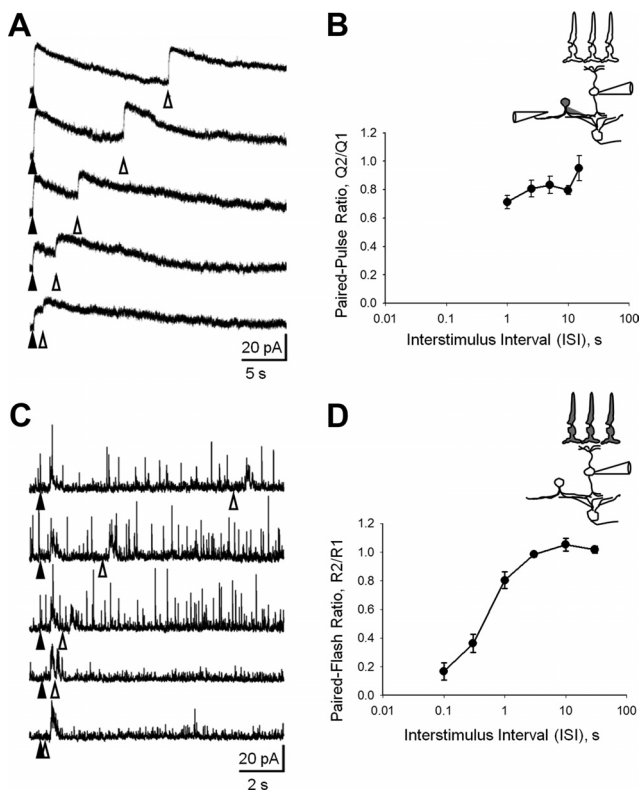 A
20 pA
5 s
B
Paired-Pulse Ratio, Q2/Q1
1.2
1.0
0.8
0.6
0.4
0.2
0.0
0.01 0.1 1 10 100
Interstimulus Interval (ISI), s
C
20 pA
2 s
D
Paired-Flash Ratio, R2/R1
1.2
1.0
0.8
0.6
0.4
0.2
0.0
0.01 0.1 1 10 100
Interstimulus Interval (ISI), s